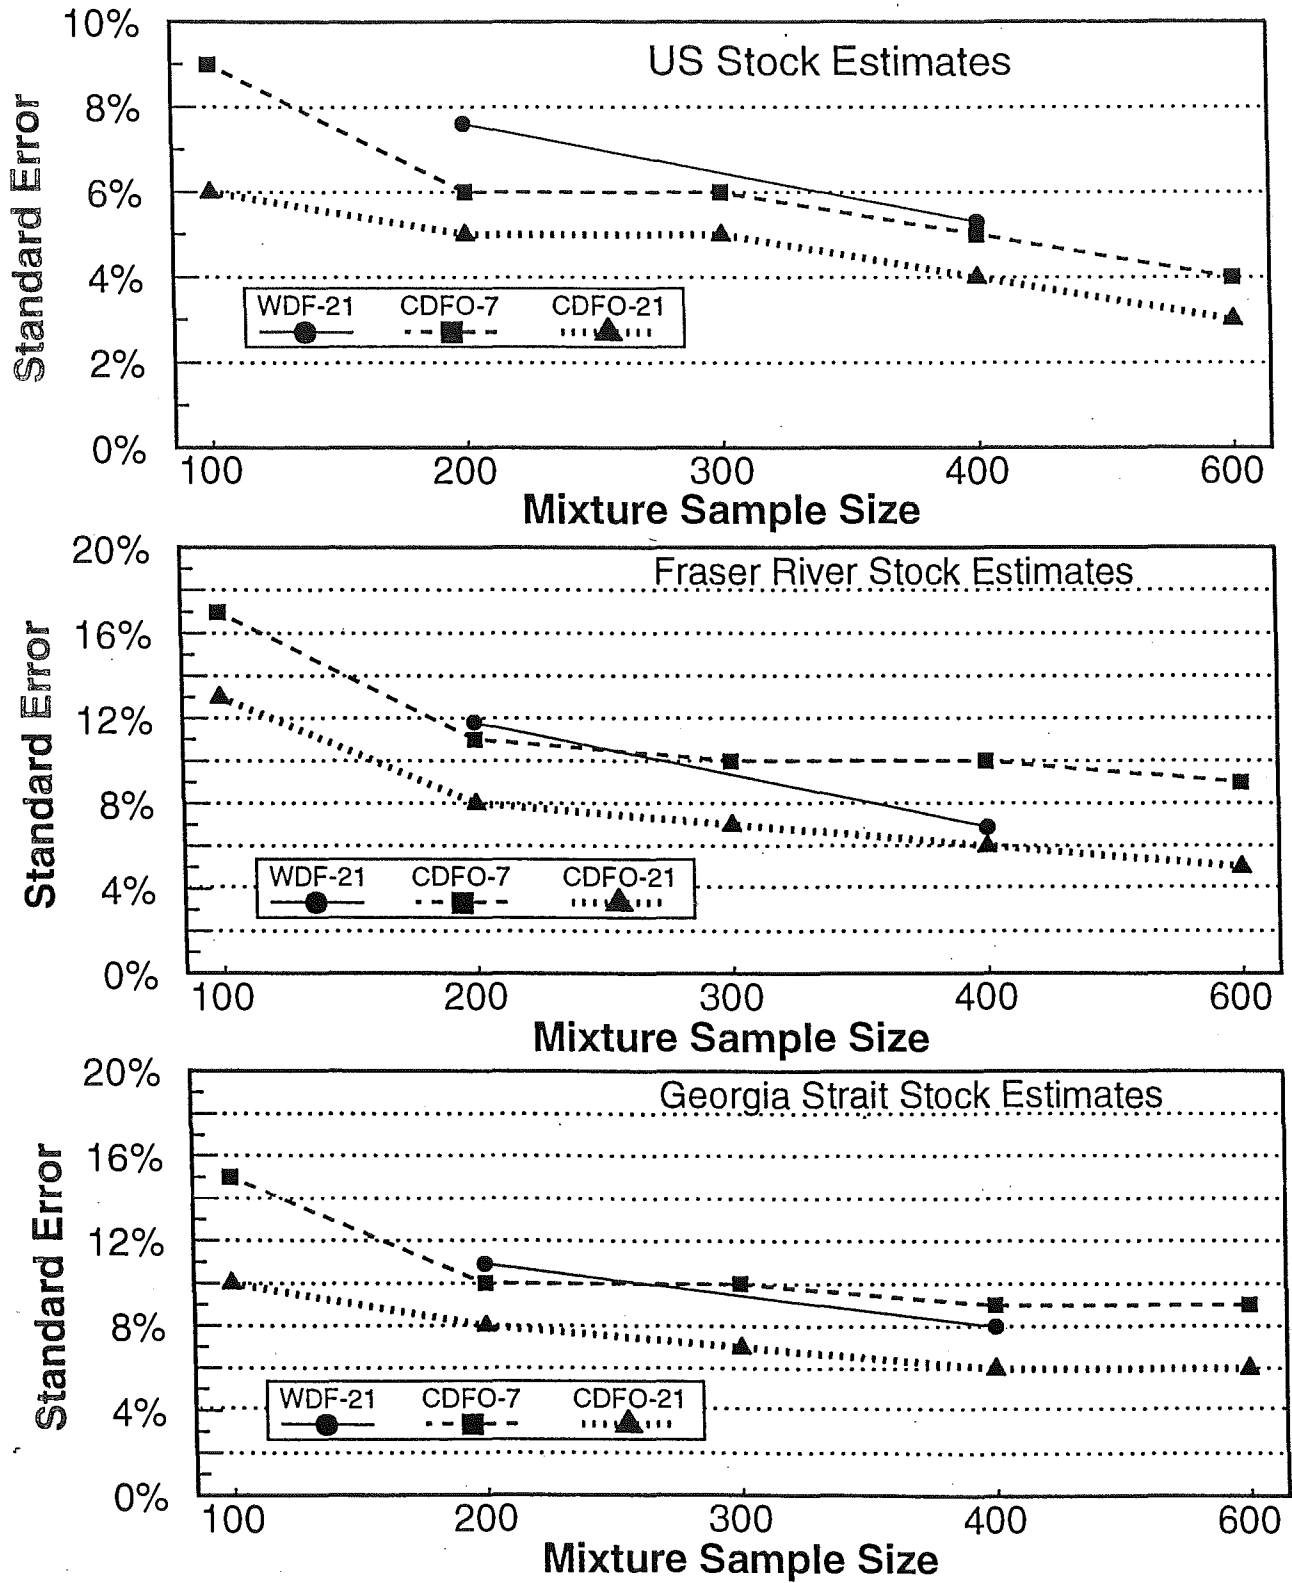 10%
US Stock Estimates
8%
6%
4%
2%
0%
Standard Error
WDF-21 CDFO-7 CDFO-21
100 200 300 400 600
Mixture Sample Size
20%
Fraser River Stock Estimates
16%
12%
8%
4%
0%
Standard Error
WDF-21 CDFO-7 CDFO-21
100 200 300 400 600
Mixture Sample Size
20%
Georgia Strait Stock Estimates
16%
12%
8%
4%
0%
Standard Error
WDF-21 CDFO-7 CDFO-21
100 200 300 400 600
Mixture Sample Size